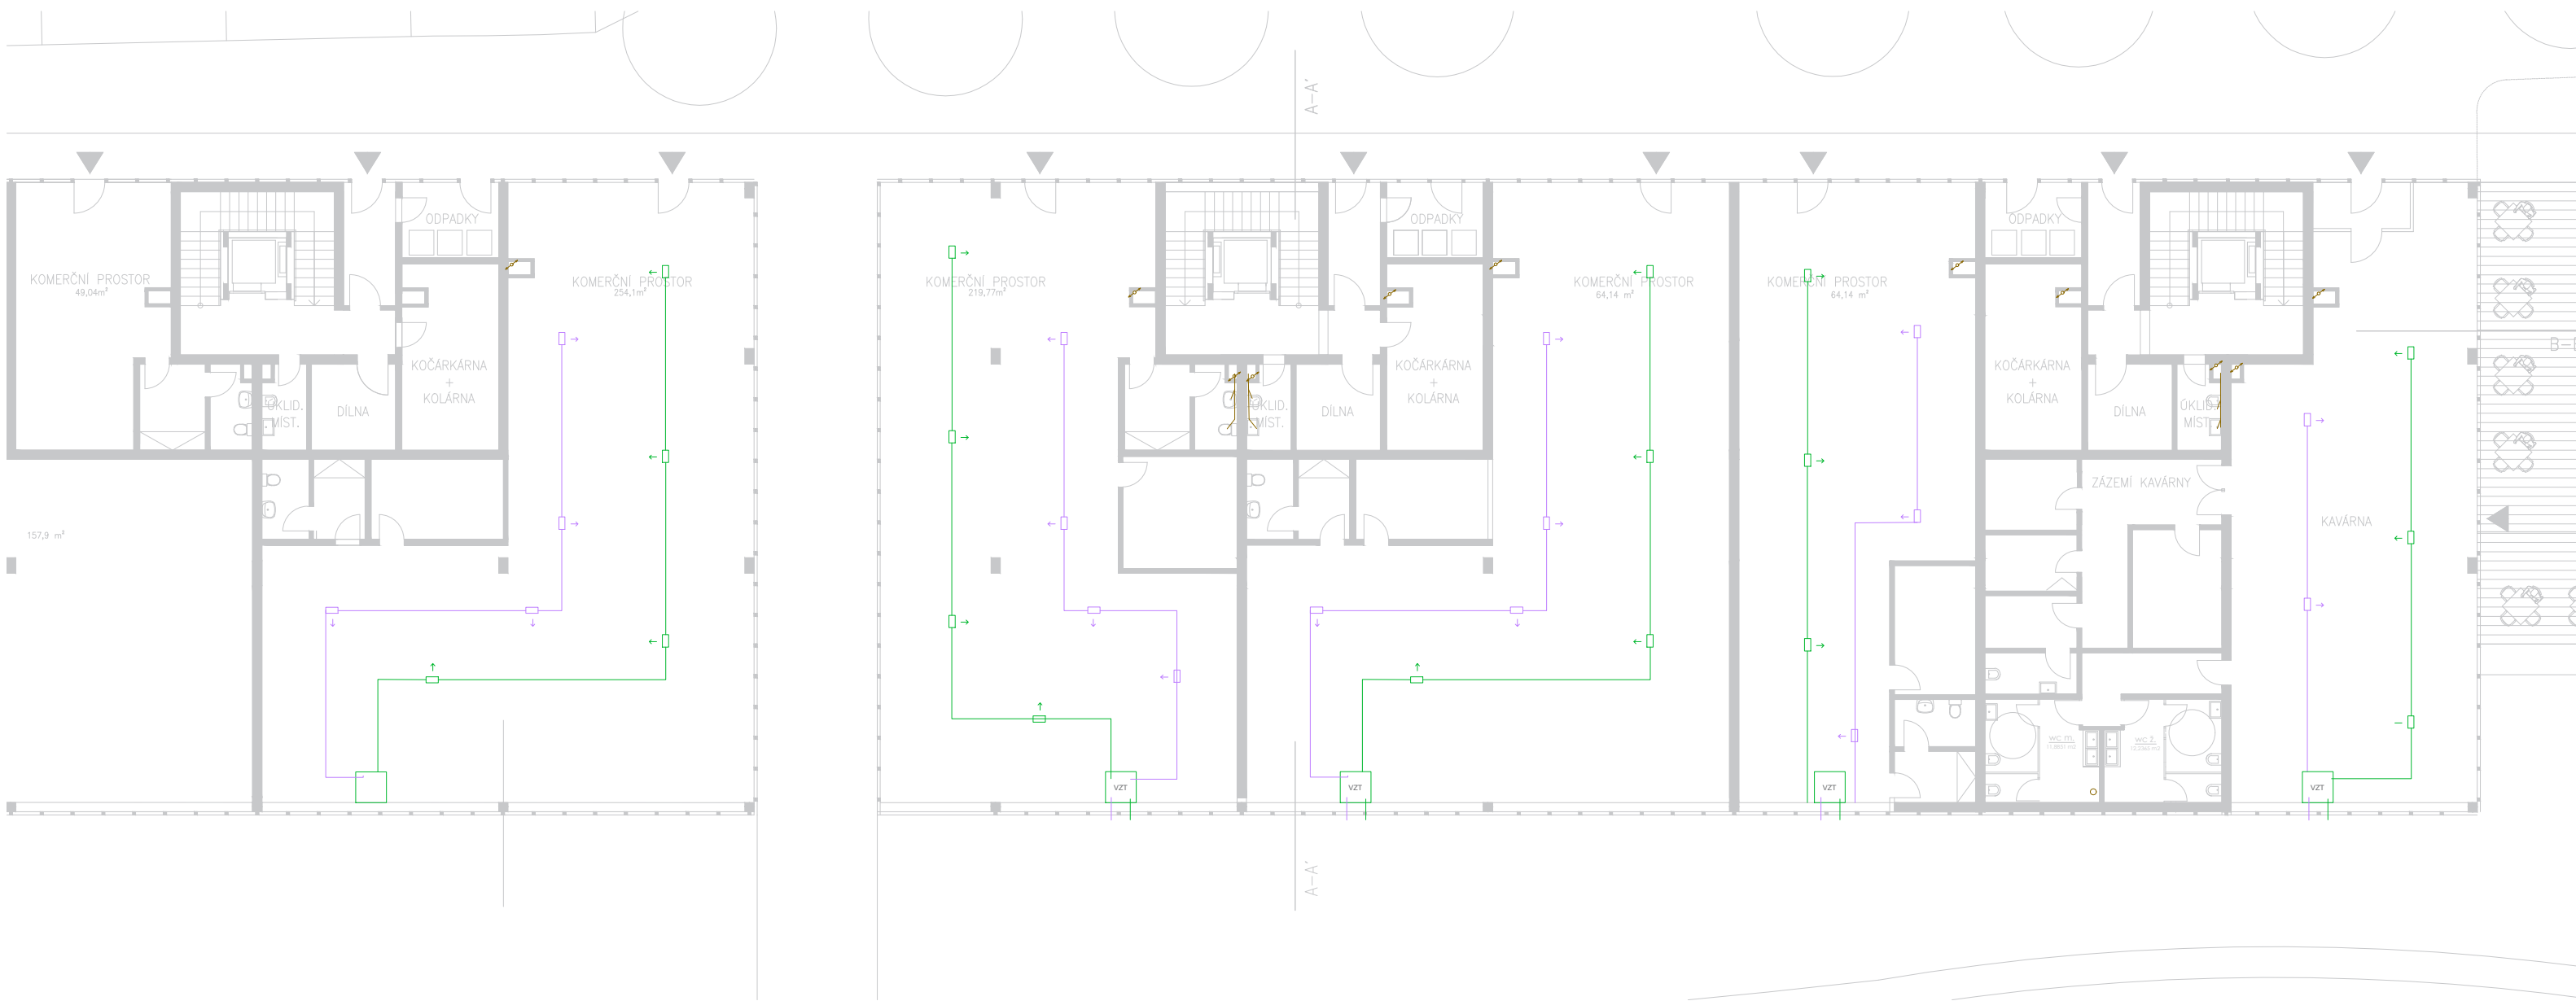 A-A'
ODPADKY
ODPADKY
ODPADKY
KOMERČNÍ PROSTOR
49,04m²
KOMERČNÍ PROSTOR
254,1m²
KOMERČNÍ PROSTOR
219,77m²
KOMERČNÍ PROSTOR
64,14 m²
KOMERČNÍ PROSTOR
64,14 m²
B-
KOČÁRKÁRNA
+
KOLÁRNA
KOČÁRKÁRNA
+
KOLÁRNA
KOČÁRKÁRNA
+
KOLÁRNA
ÚKLID.
MÍST.
DÍLNA
ÚKLID.
MÍST.
DÍLNA
DÍLNA
ÚKLID.
MÍST.
ZÁZEMÍ KAVÁRNY
KAVÁRNA
157,9 m²
WC m.
WC ž.
VZT
VZT
VZT
VZT
A-A'